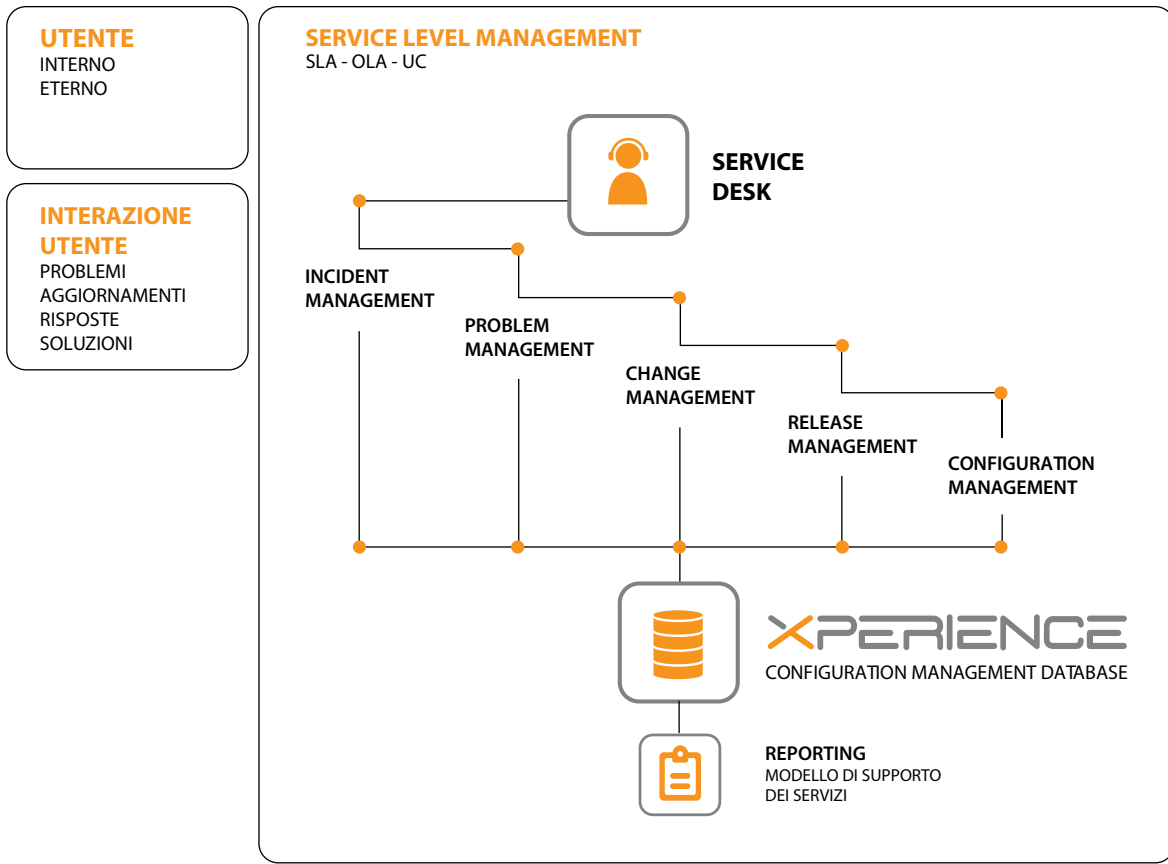 UTENTE
INTERNO
ETERNO
INTERAZIONE
UTENTE
PROBLEMI
AGGIORNAMENTI
RISPOSTE
SOLUZIONI
SERVICE LEVEL MANAGEMENT
SLA - OLA - UC
SERVICE
DESK
INCIDENT
MANAGEMENT
PROBLEM
MANAGEMENT
CHANGE
MANAGEMENT
RELEASE
MANAGEMENT
CONFIGURATION
MANAGEMENT
XPERIENCE
CONFIGURATION MANAGEMENT DATABASE
REPORTING
MODELLO DI SUPPORTO
DEI SERVIZI